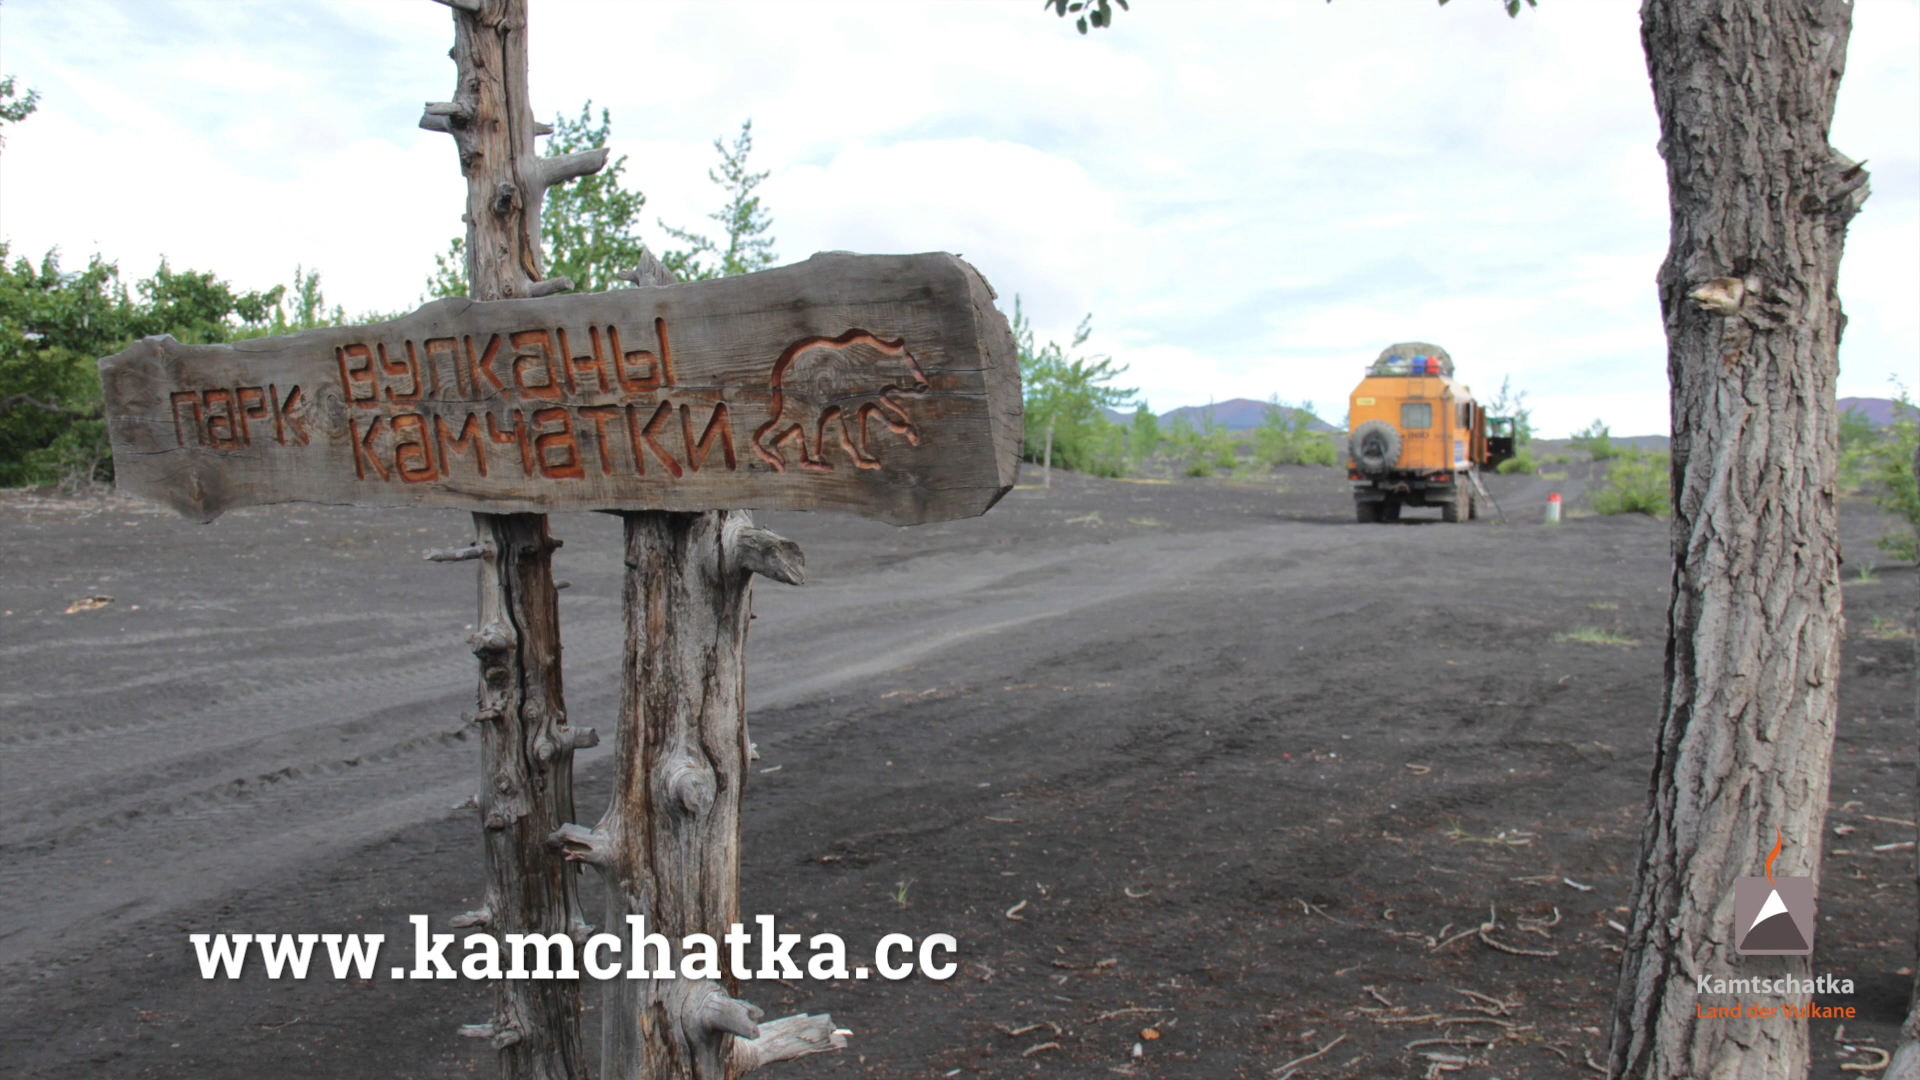 парк вулканы
камчатки
www.kamchatka.cc
Kamtschatka
Land der Vulkane